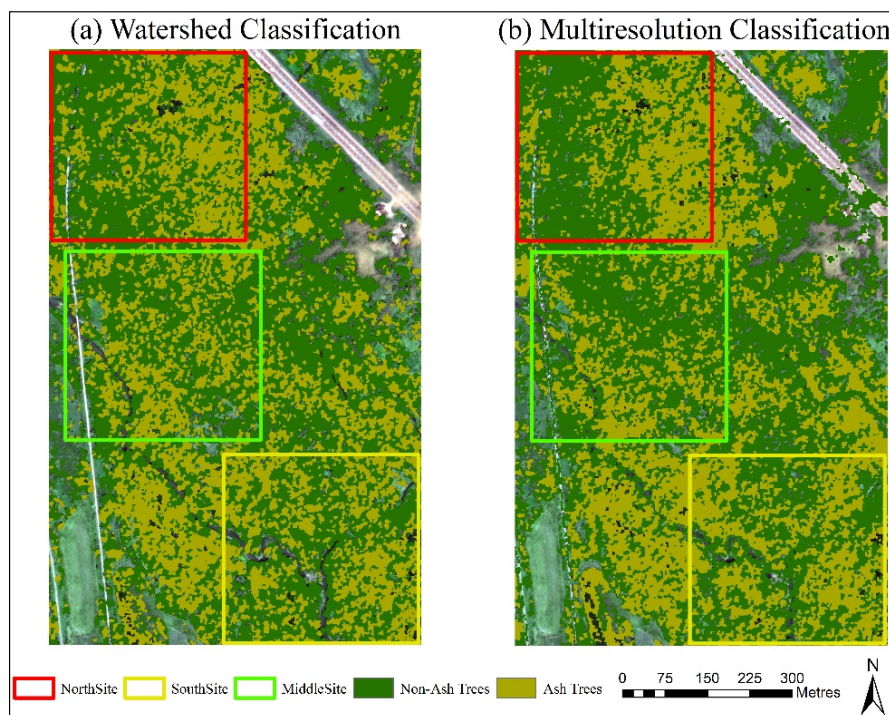 (a) Watershed Classification
(b) Multiresolution Classification
NorthSite
SouthSite
MiddleSite
Non-Ash Trees
Ash Trees
0 75 150 225 300
Metres
N